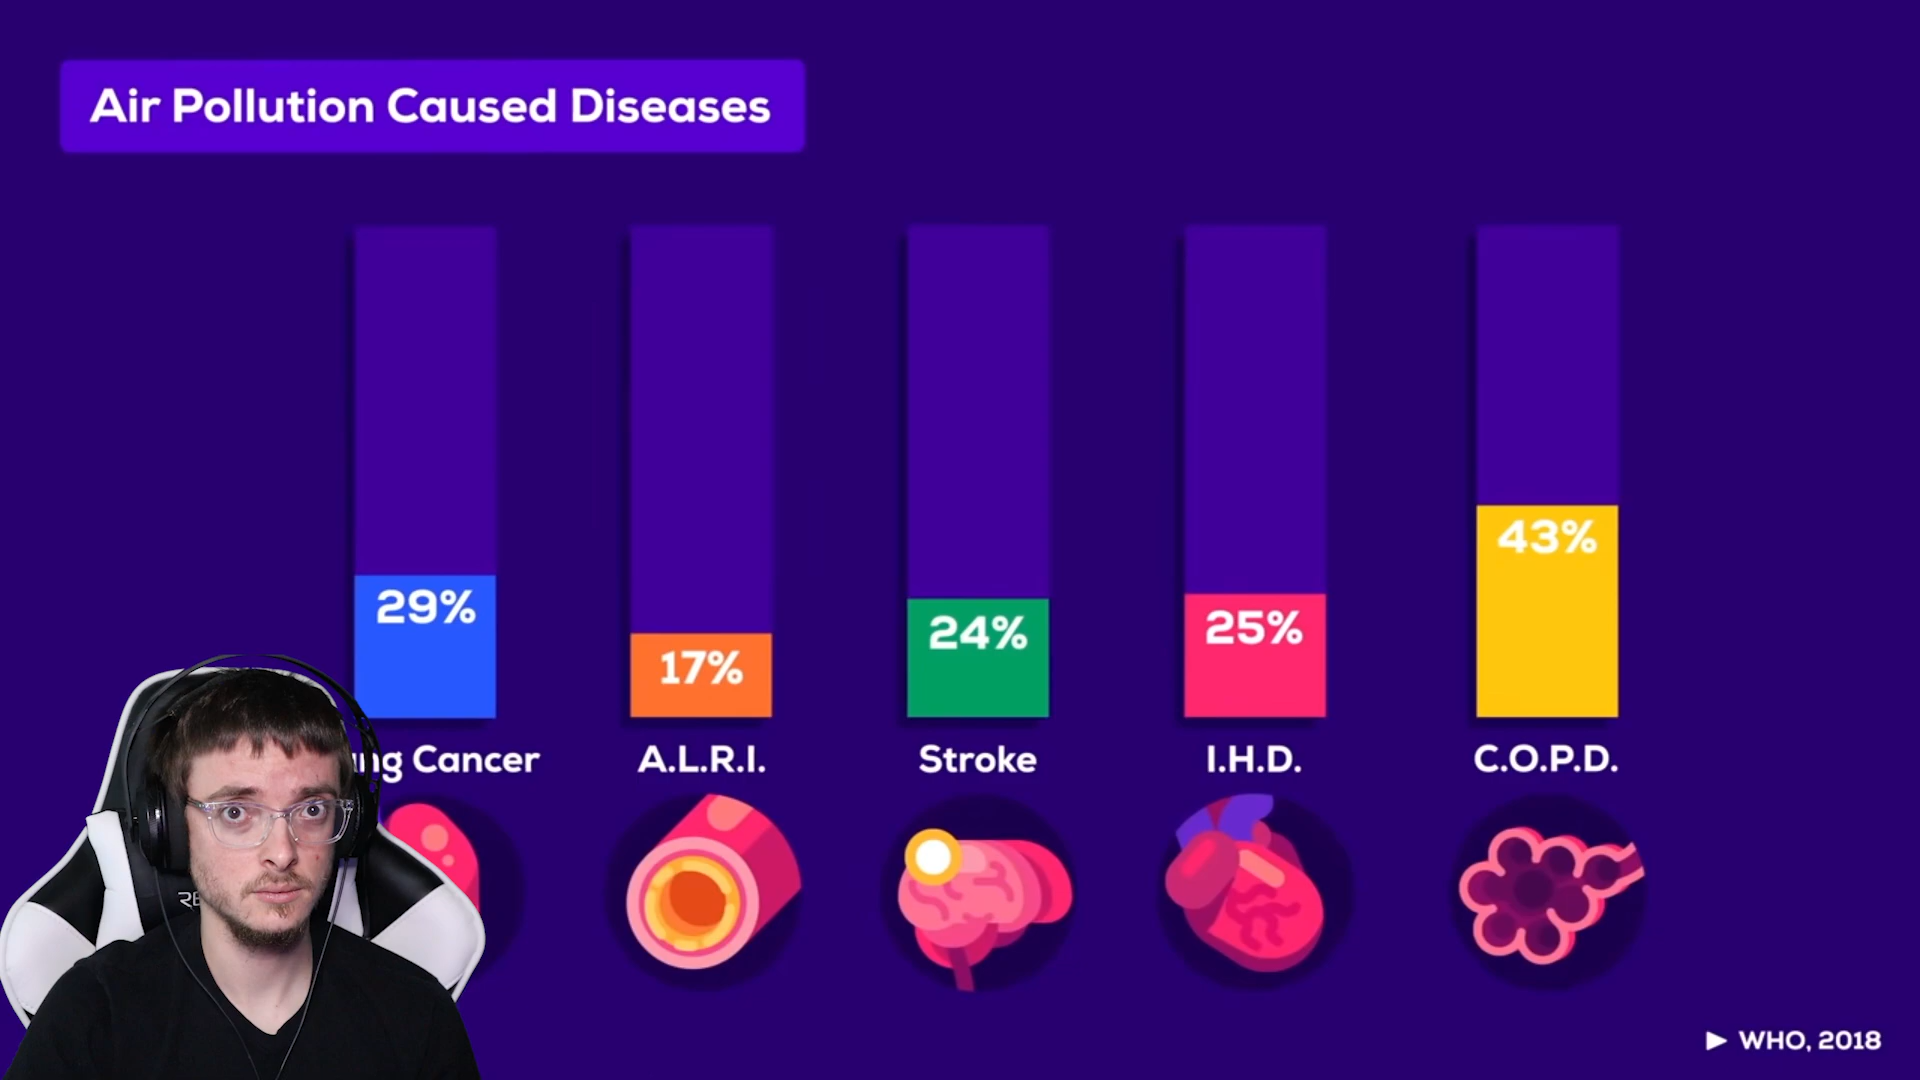 Air Pollution Caused Diseases
29%
17%
24%
25%
43%
Cancer
A.L.R.I.
Stroke
I.H.D.
C.O.P.D.
WHO, 2018